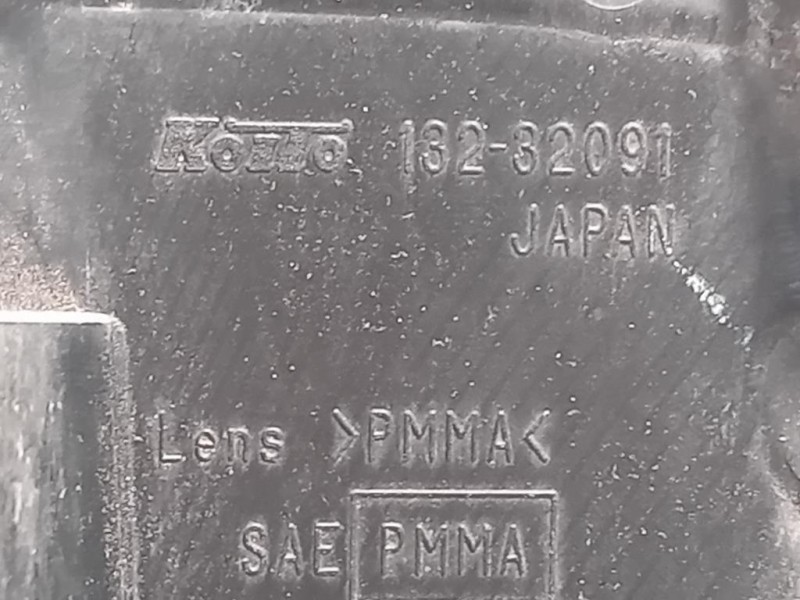 KOITO 132-32091
JAPAN
Lens >PMMA<
SAE PMMA